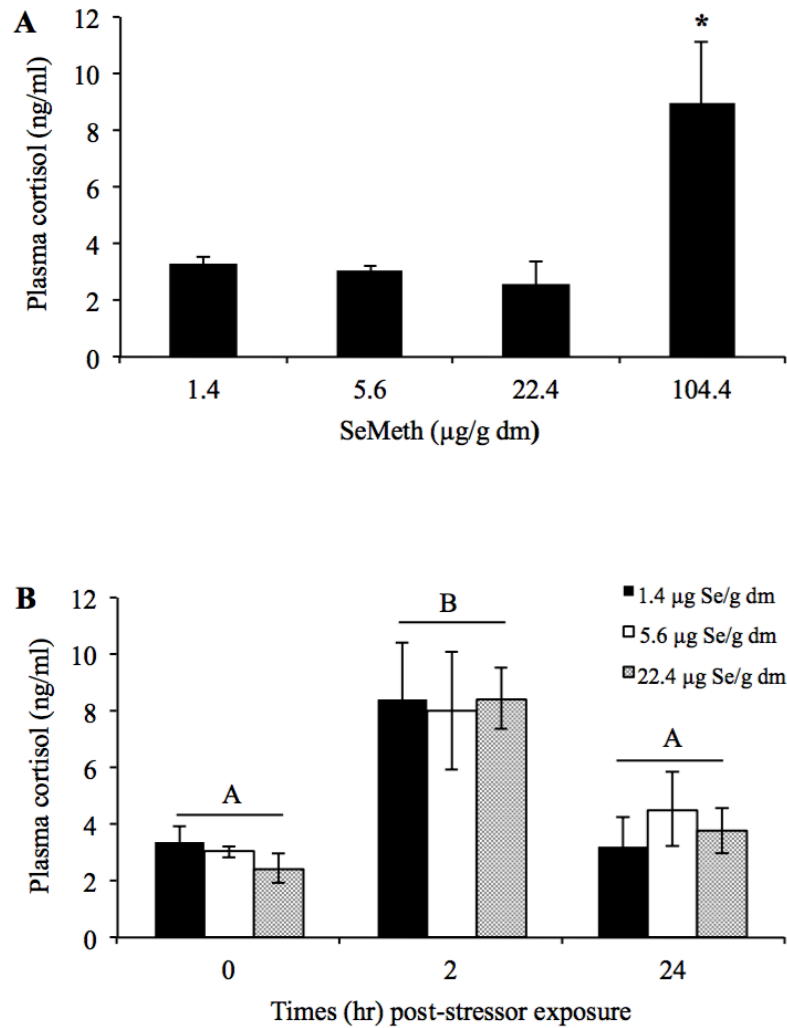 A
12
10
8
6
4
2
0
Plasma cortisol (ng/ml)
*
1.4 5.6 22.4 104.4
SeMeth (µg/g dm)
B
12
10
8
6
4
2
0
Plasma cortisol (ng/ml)
A
B
A
1.4 µg Se/g dm
5.6 µg Se/g dm
22.4 µg Se/g dm
0 2 24
Times (hr) post-stressor exposure